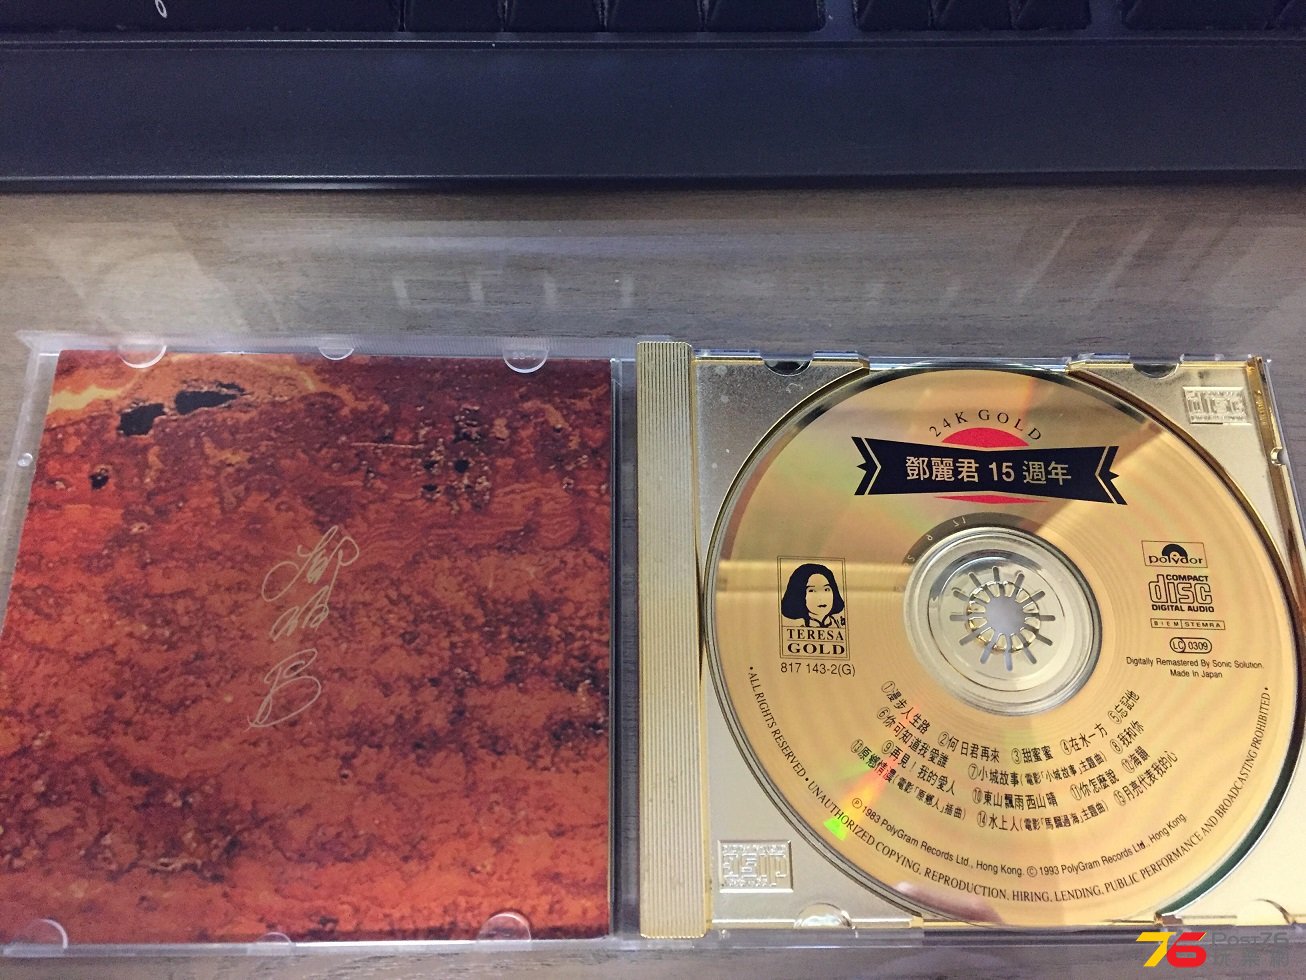 24K GOLD
鄧麗君 15 週年
polydor
COMPACT
disc
DIGITAL AUDIO
BIEM STEMRA
LC 0309
Digitally Remastered By Sonic Solution.
Made in Japan
TERESA
GOLD
817 143-2(G)
①漫步人生路 ②何日君再來 ③甜蜜蜜 ④在水一方 ⑤忘記他
⑥你可知道我愛誰 ⑦小城故事(電影「小城故事」主題曲) ⑧我和你
⑨再見!我的愛人 ⑩東山飄雨西山晴 ⑪你怎麼說 ⑫海韻
⑬原鄉情濃(電影「原鄉人」插曲) ⑭水上人(電影「馬騮過海」主題曲) ⑮月亮代表我的心
Ⓟ 1983 PolyGram Records Ltd., Hong Kong. Ⓒ 1993 PolyGram Records Ltd., Hong Kong.
• ALL RIGHTS RESERVED • UNAUTHORIZED COPYING, REPRODUCTION, HIRING, LENDING, PUBLIC PERFORMANCE AND BROADCASTING PROHIBITED •
disc
鄧麗君
76
Post76